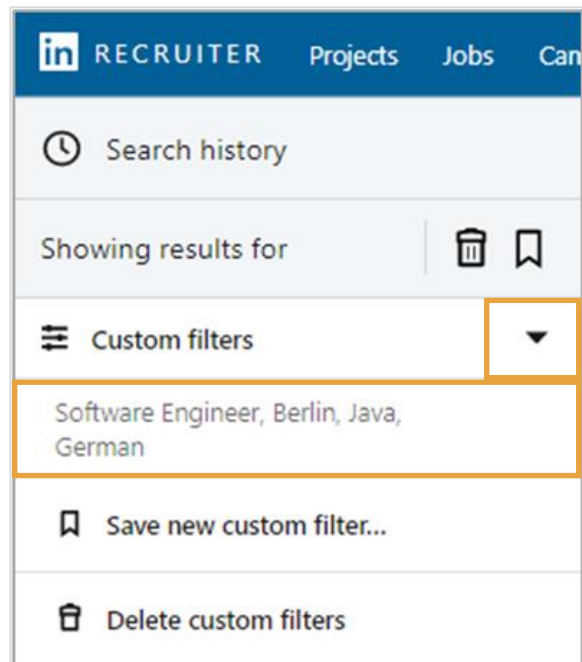 in RECRUITER Projects Jobs Can
Search history
Showing results for
Custom filters
Software Engineer, Berlin, Java,
German
Save new custom filter...
Delete custom filters